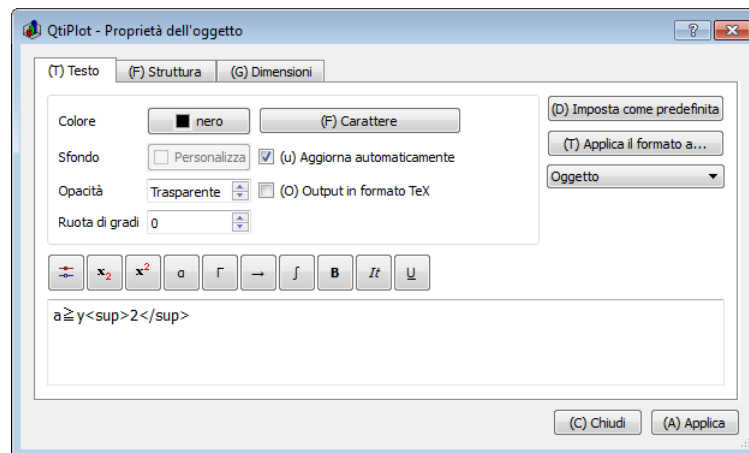 QtiPlot - Proprietà dell'oggetto
(T) Testo (F) Struttura (G) Dimensioni
Colore nero (F) Carattere
(D) Imposta come predefinita
Sfondo Personalizza (u) Aggiorna automaticamente
(T) Applica il formato a...
Opacità Trasparente (O) Output in formato TeX
Oggetto
Ruota di gradi 0
x2 x2 α Γ → ∫ B It U
a≧y<sup>2</sup>
(C) Chiudi (A) Applica